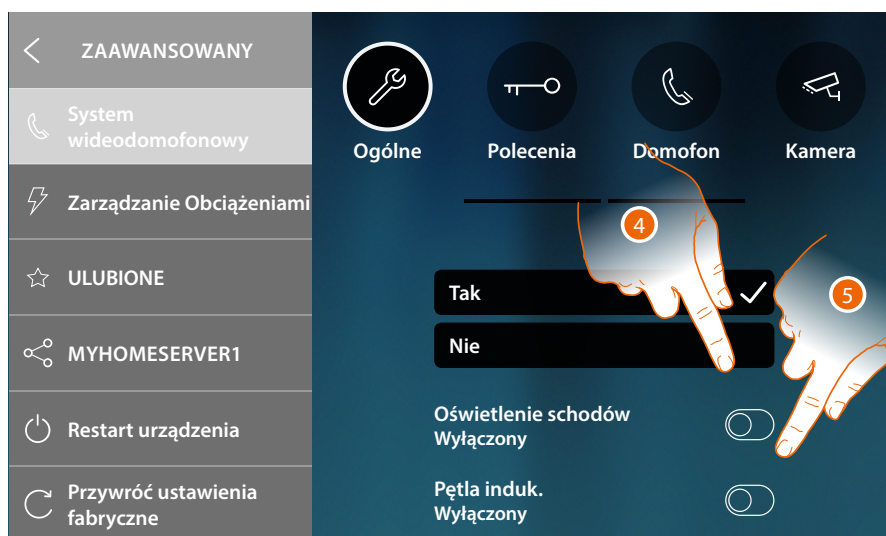 ZAAWANSOWANY
System
wideodomofonowy
Zarządzanie Obciążeniami
ULUBIONE
MYHOMESERVER1
Restart urządzenia
Przywróć ustawienia
fabryczne
Ogólne
Polecenia
Domofon
Kamera
4
5
Tak
Nie
Oświetlenie schodów
Wyłączony
Pętla induk.
Wyłączony